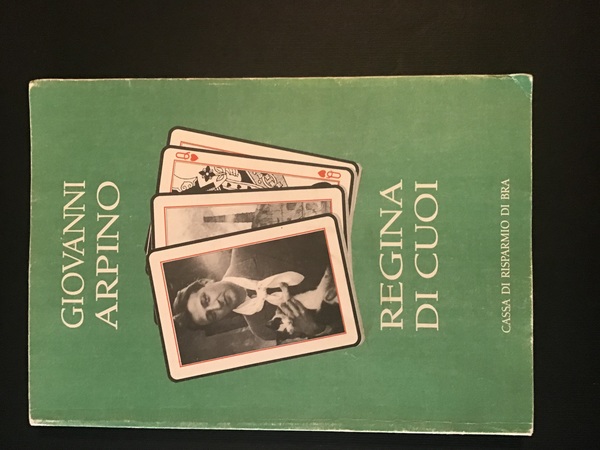 GIOVANNI
ARPINO
Q
Q
REGINA
DI CUOI
CASSA DI RISPARMIO DI BRA